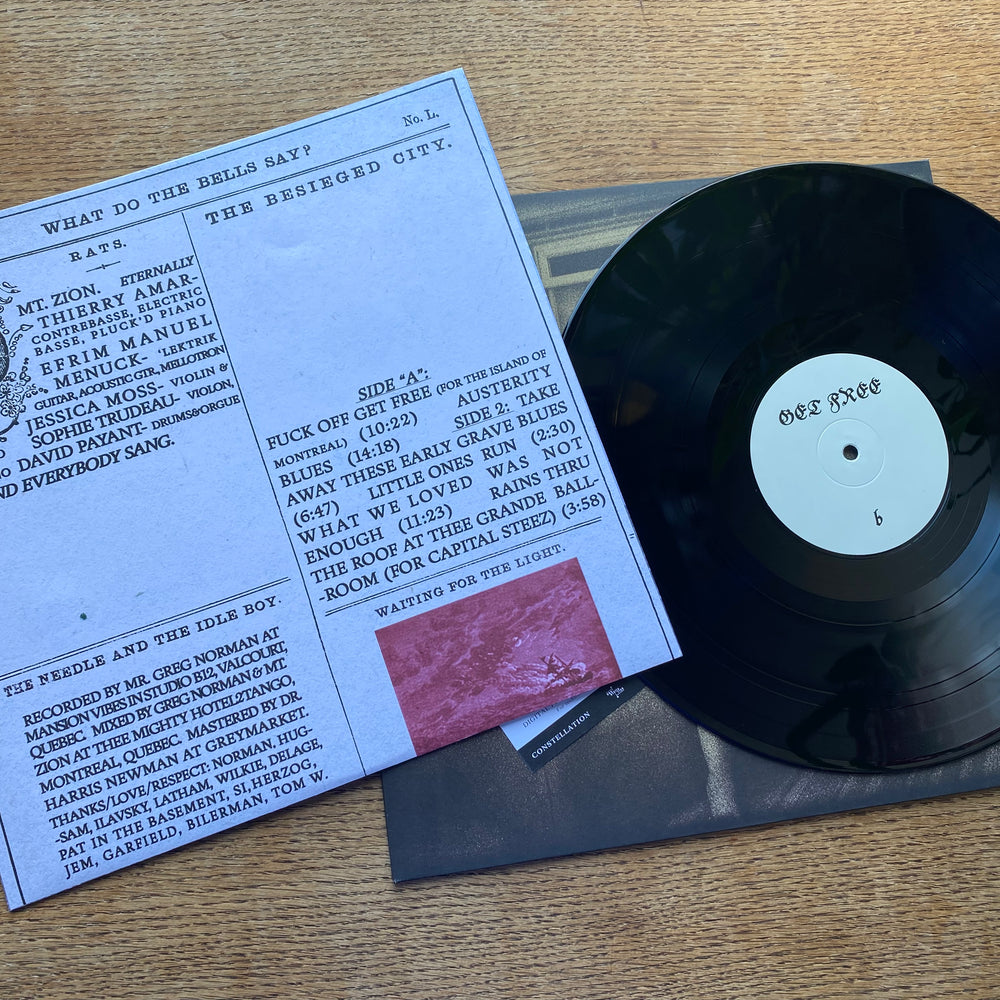 No. L.
WHAT DO THE BELLS SAY?
RATS.
MT. ZION. ETERNALLY
THIERRY AMAR-
CONTREBASSE, ELECTRIC
BASSE, PLUCK'D PIANO
EFRIM MANUEL
MENUCK- 'LEKTRIK
GUITAR, ACOUSTIC GTR, MELLOTRON
JESSICA MOSS- VIOLIN &
SOPHIE TRUDEAU- VIOLON,
DAVID PAYANT- DRUMS&ORGUE
ND EVERYBODY SANG.
THE NEEDLE AND THE IDLE BOY.
RECORDED BY MR. GREG NORMAN AT
MANSION VIBES IN STUDIO B12, VALCOURT
QUEBEC. MIXED BY GREG NORMAN & MT.
ZION AT THEE MIGHTY HOTEL2TANGO,
MONTREAL, QUEBEC. MASTERED BY DR.
HARRIS NEWMAN AT GREYMARKET.
THANKS/LOVE/RESPECT: NORMAN, HUG-
-SAM, ILAVSKY, LATHAM, WILKIE, DELAGE,
PAT IN THE BASEMENT, SI, HERZOG,
JEM, GARFIELD, BILERMAN, TOM W.
THE BESIEGED CITY.
SIDE "A":
FUCK OFF GET FREE (FOR THE ISLAND OF
MONTREAL) (10:22) AUSTERITY
BLUES (14:18) SIDE 2: TAKE
AWAY THESE EARLY GRAVE BLUES
(6:47) LITTLE ONES RUN (2:30)
WHAT WE LOVED WAS NOT
ENOUGH (11:23) RAINS THRU
THE ROOF AT THEE GRANDE BALL-
-ROOM (FOR CAPITAL STEEZ) (3:58)
WAITING FOR THE LIGHT.
CONSTELLATION
GET FREE
b